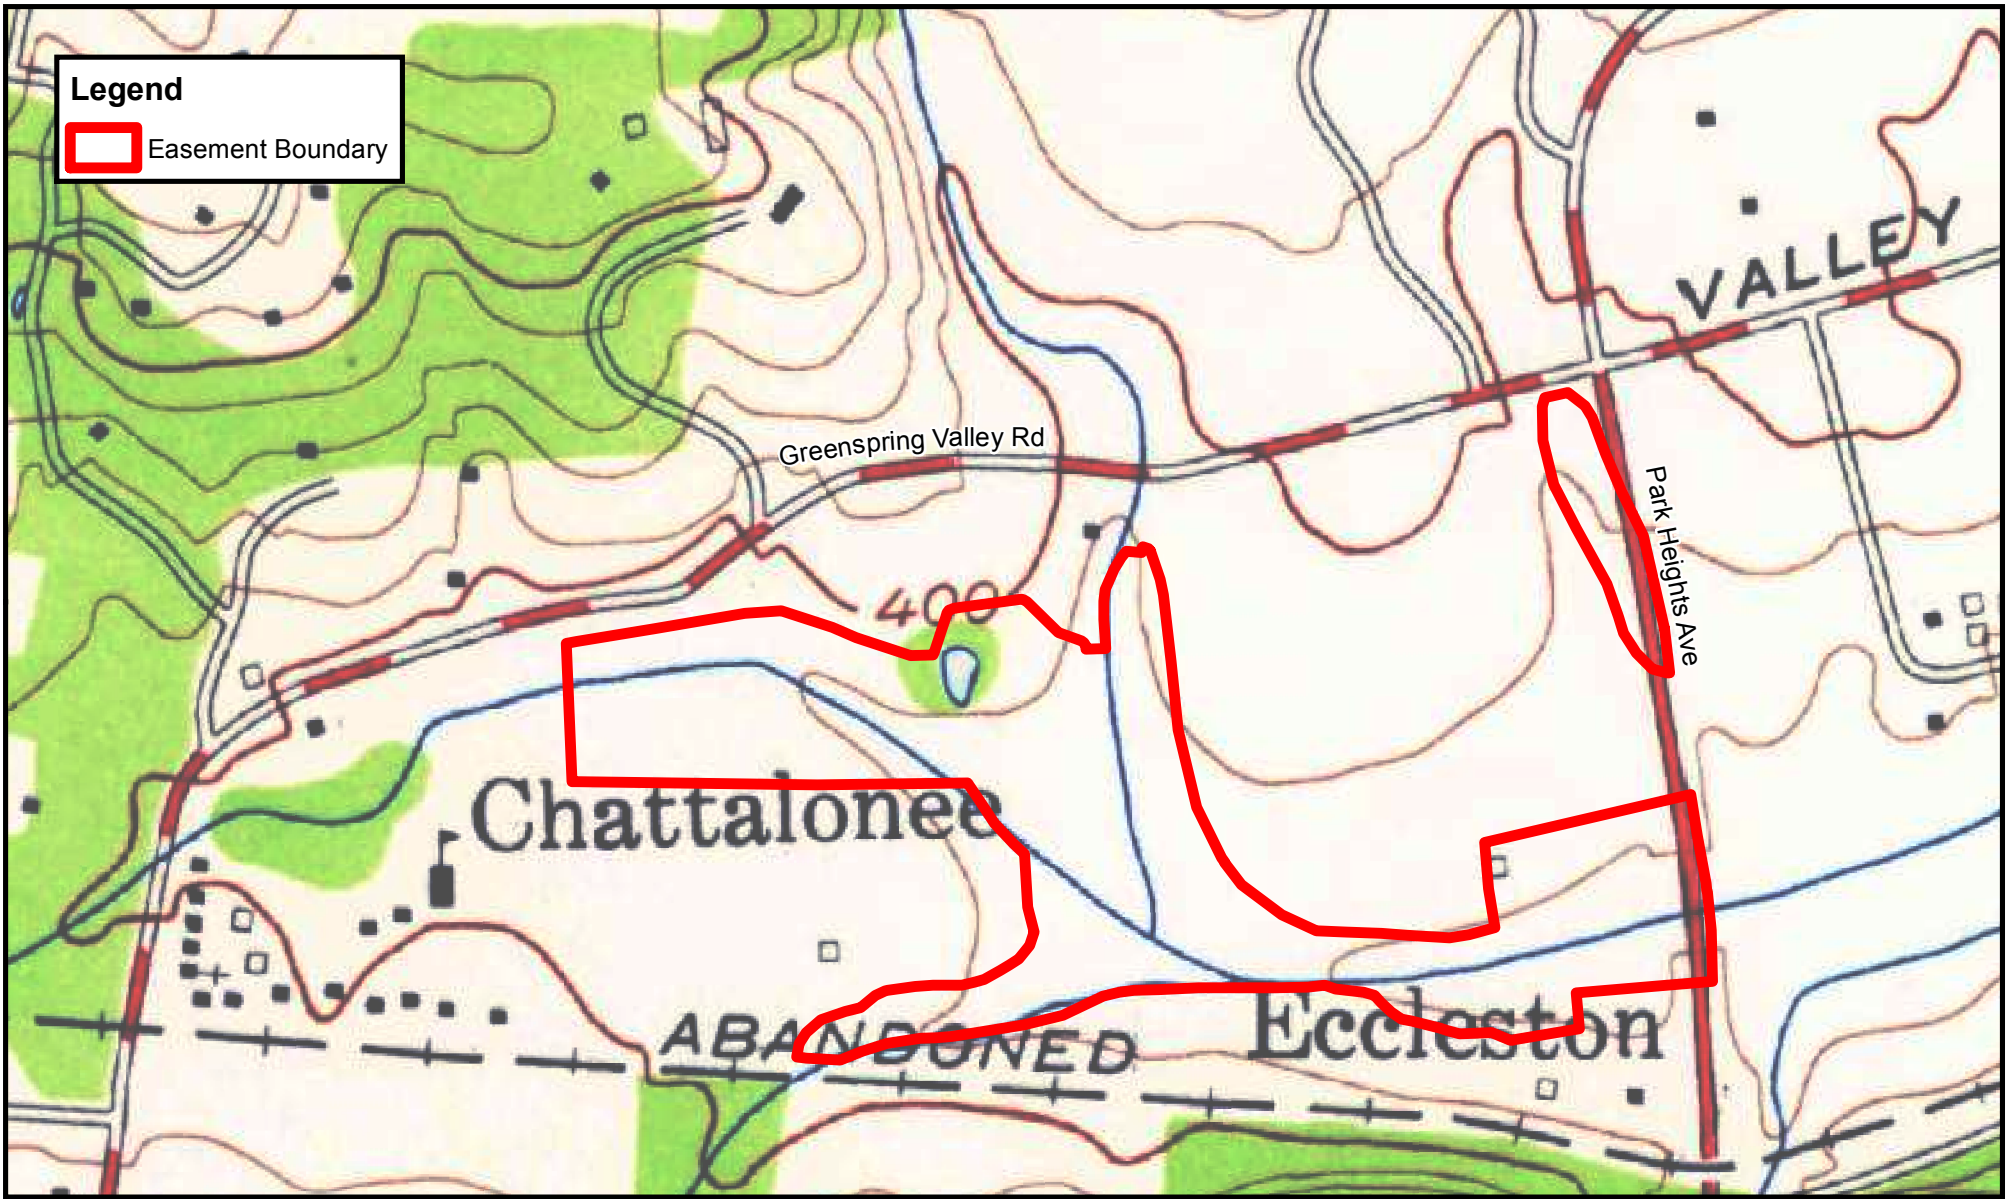 Legend
Easement Boundary
VALLEY
Greenspring Valley Rd
Park Heights Ave
400
Chattalonee
ABANDONED
Eccleston